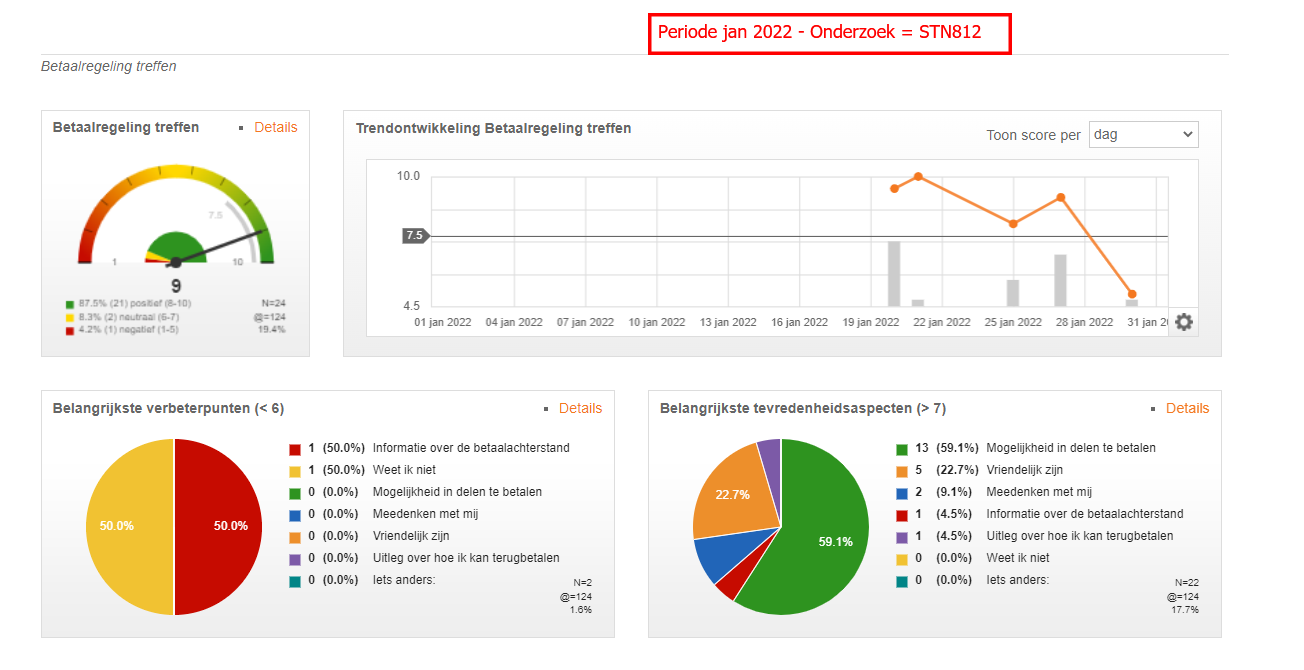 Periode jan 2022 - Onderzoek = STN812
Betaalregeling treffen
Betaalregeling treffen
Details
7.5
1
10
9
87.5% (21) positief (8-10)
8.3% (2) neutraal (6-7)
4.2% (1) negatief (1-5)
N=24
@=124
19.4%
Trendontwikkeling Betaalregeling treffen
Toon score per dag
10.0
7.5
4.5
01 jan 2022 04 jan 2022 07 jan 2022 10 jan 2022 13 jan 2022 16 jan 2022 19 jan 2022 22 jan 2022 25 jan 2022 28 jan 2022 31 jan 2
Belangrijkste verbeterpunten (< 6)
Details
50.0%
50.0%
1 (50.0%) Informatie over de betaalachterstand
1 (50.0%) Weet ik niet
0 (0.0%) Mogelijkheid in delen te betalen
0 (0.0%) Meedenken met mij
0 (0.0%) Vriendelijk zijn
0 (0.0%) Uitleg over hoe ik kan terugbetalen
0 (0.0%) Iets anders:
N=2
@=124
1.6%
Belangrijkste tevredenheidsaspecten (> 7)
Details
22.7%
59.1%
13 (59.1%) Mogelijkheid in delen te betalen
5 (22.7%) Vriendelijk zijn
2 (9.1%) Meedenken met mij
1 (4.5%) Informatie over de betaalachterstand
1 (4.5%) Uitleg over hoe ik kan terugbetalen
0 (0.0%) Weet ik niet
0 (0.0%) Iets anders:
N=22
@=124
17.7%